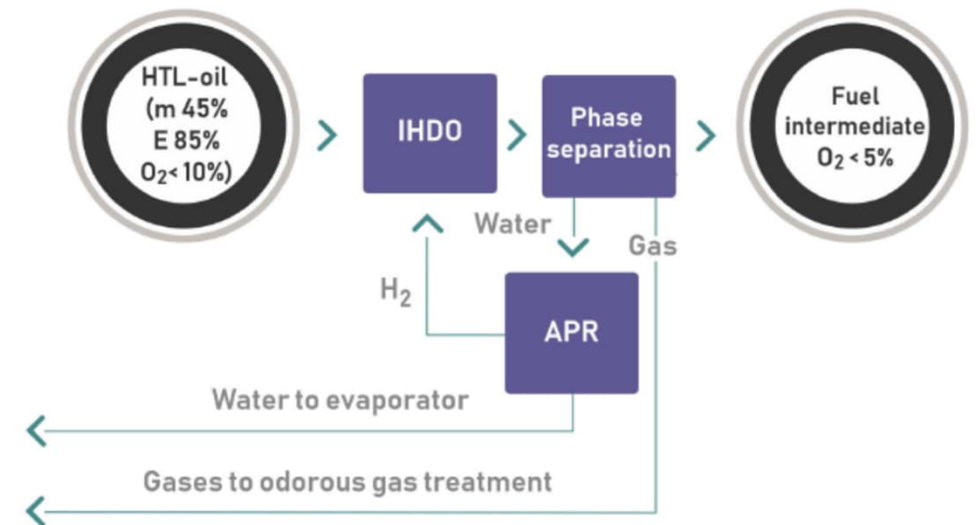 HTL-oil
(m 45%
E 85%
O₂< 10%)
IHDO
Phase
separation
Fuel
intermediate
O₂ < 5%
Water
Gas
H₂
APR
Water to evaporator
Gases to odorous gas treatment